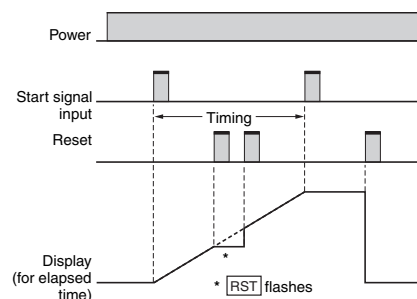 Power
Start signal
input
Timing
Reset
Display
(for elapsed
time)
*
* RST flashes